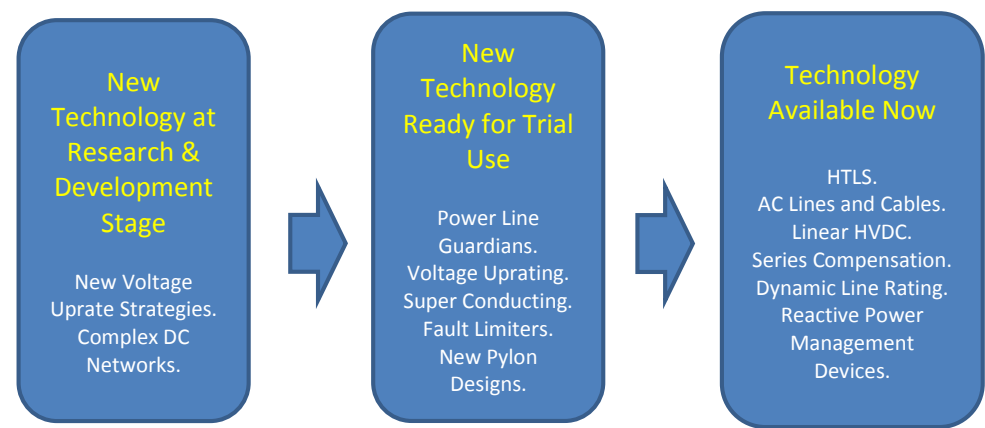 New
Technology at
Research &
Development
Stage
New Voltage
Uprate Strategies.
Complex DC
Networks.
New
Technology
Ready for Trial
Use
Power Line
Guardians.
Voltage Uprating.
Super Conducting.
Fault Limiters.
New Pylon
Designs.
Technology
Available Now
HTLS.
AC Lines and Cables.
Linear HVDC.
Series Compensation.
Dynamic Line Rating.
Reactive Power
Management
Devices.